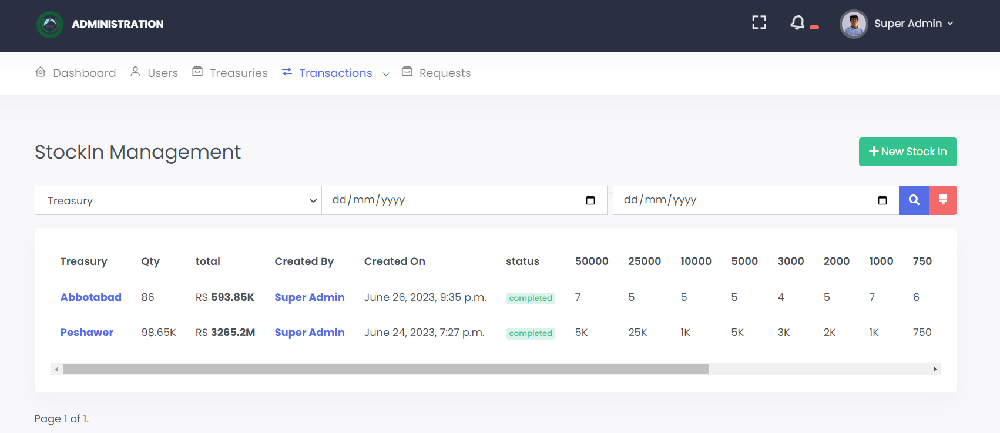 ADMINISTRATION Super Admin
Dashboard Users Treasuries Transactions Requests
StockIn Management New Stock In
Treasury dd/mm/yyyy - dd/mm/yyyy
Treasury Qty total Created By Created On status 50000 25000 10000 5000 3000 2000 1000 750
Abbotabad 86 RS 593.85K Super Admin June 26, 2023, 9:35 p.m. completed 7 5 5 5 4 5 7 6
Peshawer 98.65K RS 3265.2M Super Admin June 24, 2023, 7:27 p.m. completed 5K 25K 1K 5K 3K 2K 1K 750
Page 1 of 1.